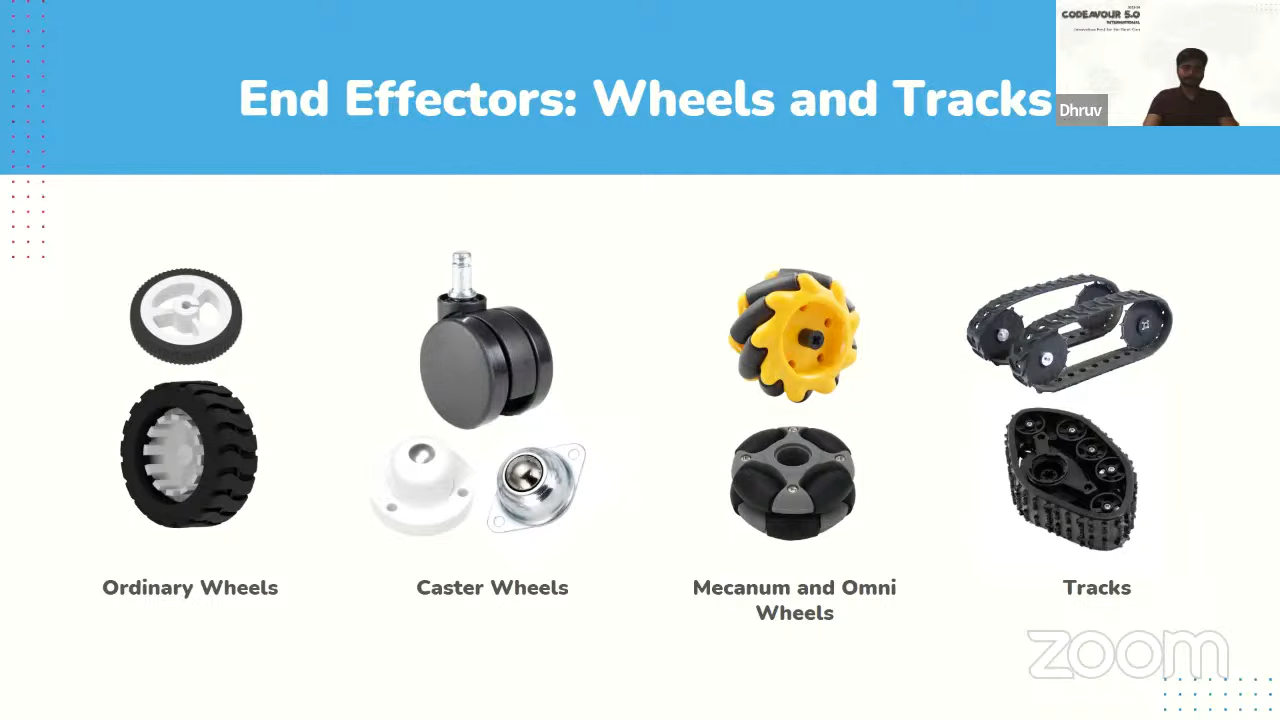 CODEAVOUR 5.0
INTERNATIONAL
End Effectors: Wheels and Tracks
Dhruv
Ordinary Wheels
Caster Wheels
Mecanum and Omni
Wheels
Tracks
zoom